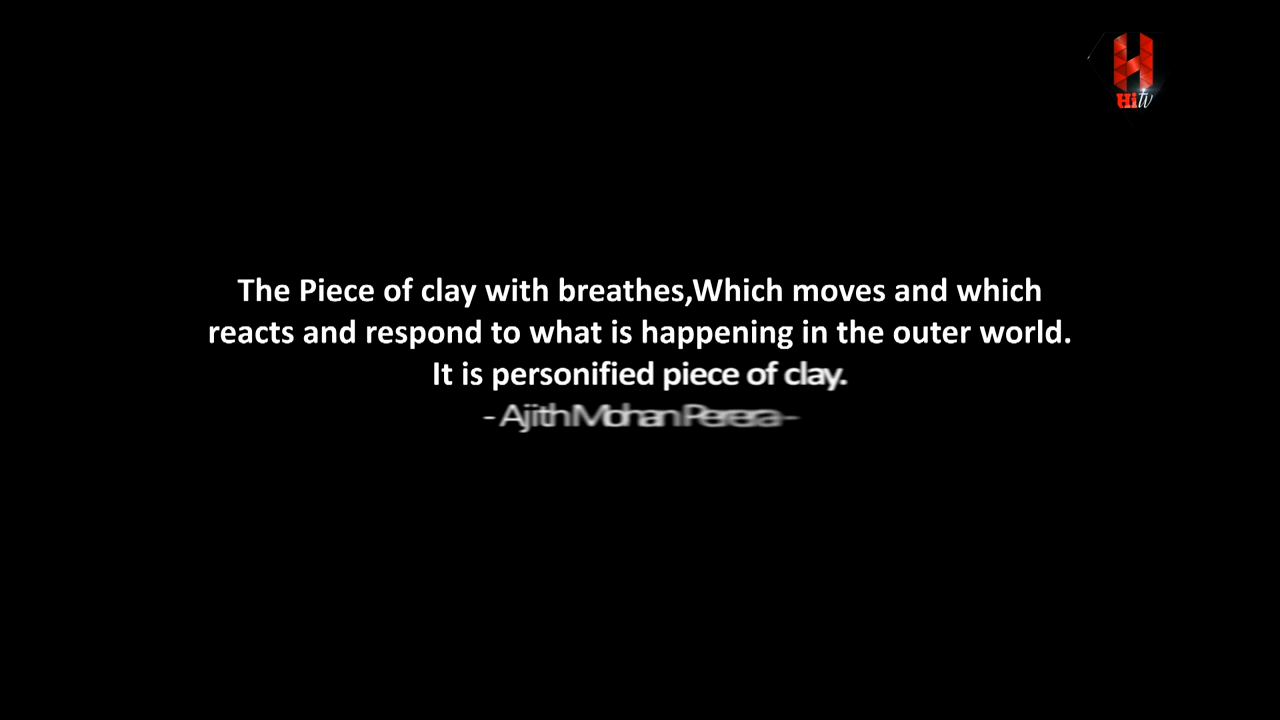 HiTV
The Piece of clay with breathes,Which moves and which
reacts and respond to what is happening in the outer world.
It is personified piece of clay.
- Ajith Mohan Perera -